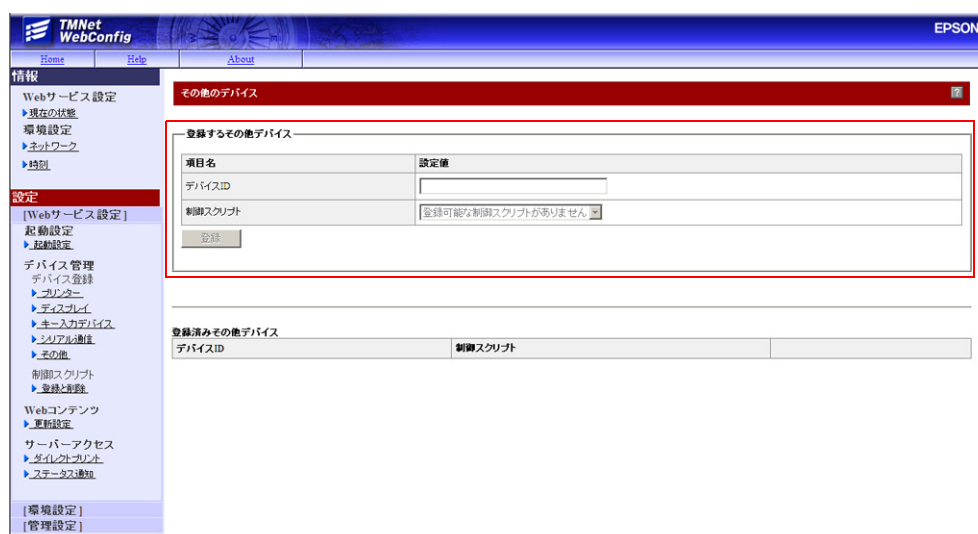 TMNet
WebConfig
EPSON
Home Help About
情報
Webサービス設定
現在の状態
環境設定
ネットワーク
時刻
設定
[Webサービス設定]
起動設定
起動設定
デバイス管理
デバイス登録
プリンター
ディスプレイ
キー入力デバイス
シリアル通信
その他
制御スクリプト
登録と削除
Webコンテンツ
更新設定
サーバーアクセス
ダイレクトプリント
ステータス通知
[環境設定]
[管理設定]
その他のデバイス ?
登録するその他デバイス
項目名 設定値
デバイスID
制御スクリプト 登録可能な制御スクリプトがありません
登録
登録済みその他デバイス
デバイスID 制御スクリプト